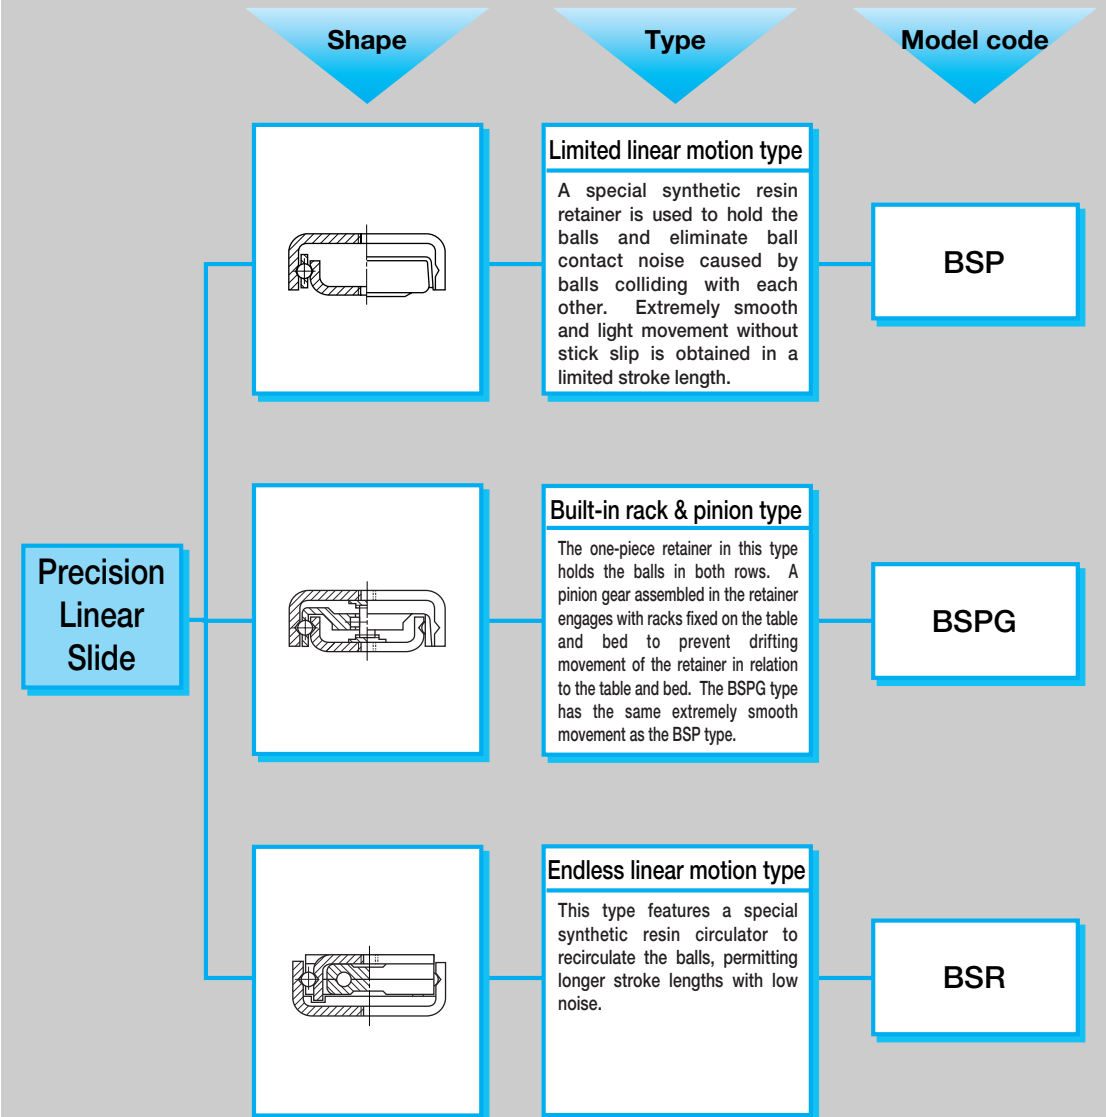 Shape
Type
Model code
Precision
Linear
Slide
Limited linear motion type
A special synthetic resin
retainer is used to hold the
balls and eliminate ball
contact noise caused by
balls colliding with each
other. Extremely smooth
and light movement without
stick slip is obtained in a
limited stroke length.
BSP
Built-in rack & pinion type
The one-piece retainer in this type
holds the balls in both rows. A
pinion gear assembled in the retainer
engages with racks fixed on the table
and bed to prevent drifting
movement of the retainer in relation
to the table and bed. The BSPG type
has the same extremely smooth
movement as the BSP type.
BSPG
Endless linear motion type
This type features a special
synthetic resin circulator to
recirculate the balls, permitting
longer stroke lengths with low
noise.
BSR